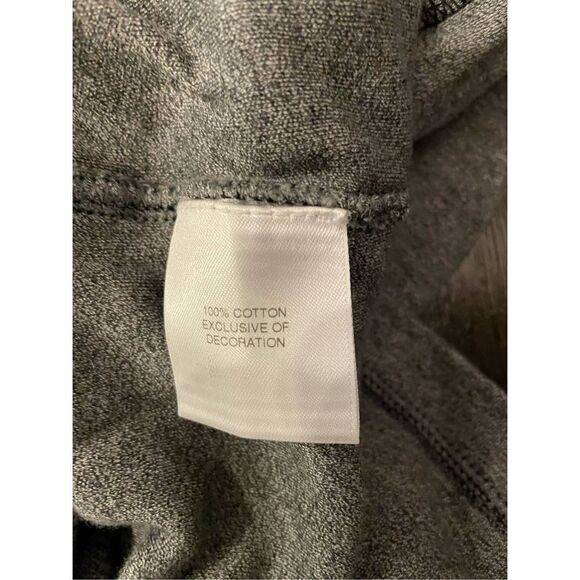 100% COTTON
EXCLUSIVE OF
DECORATION